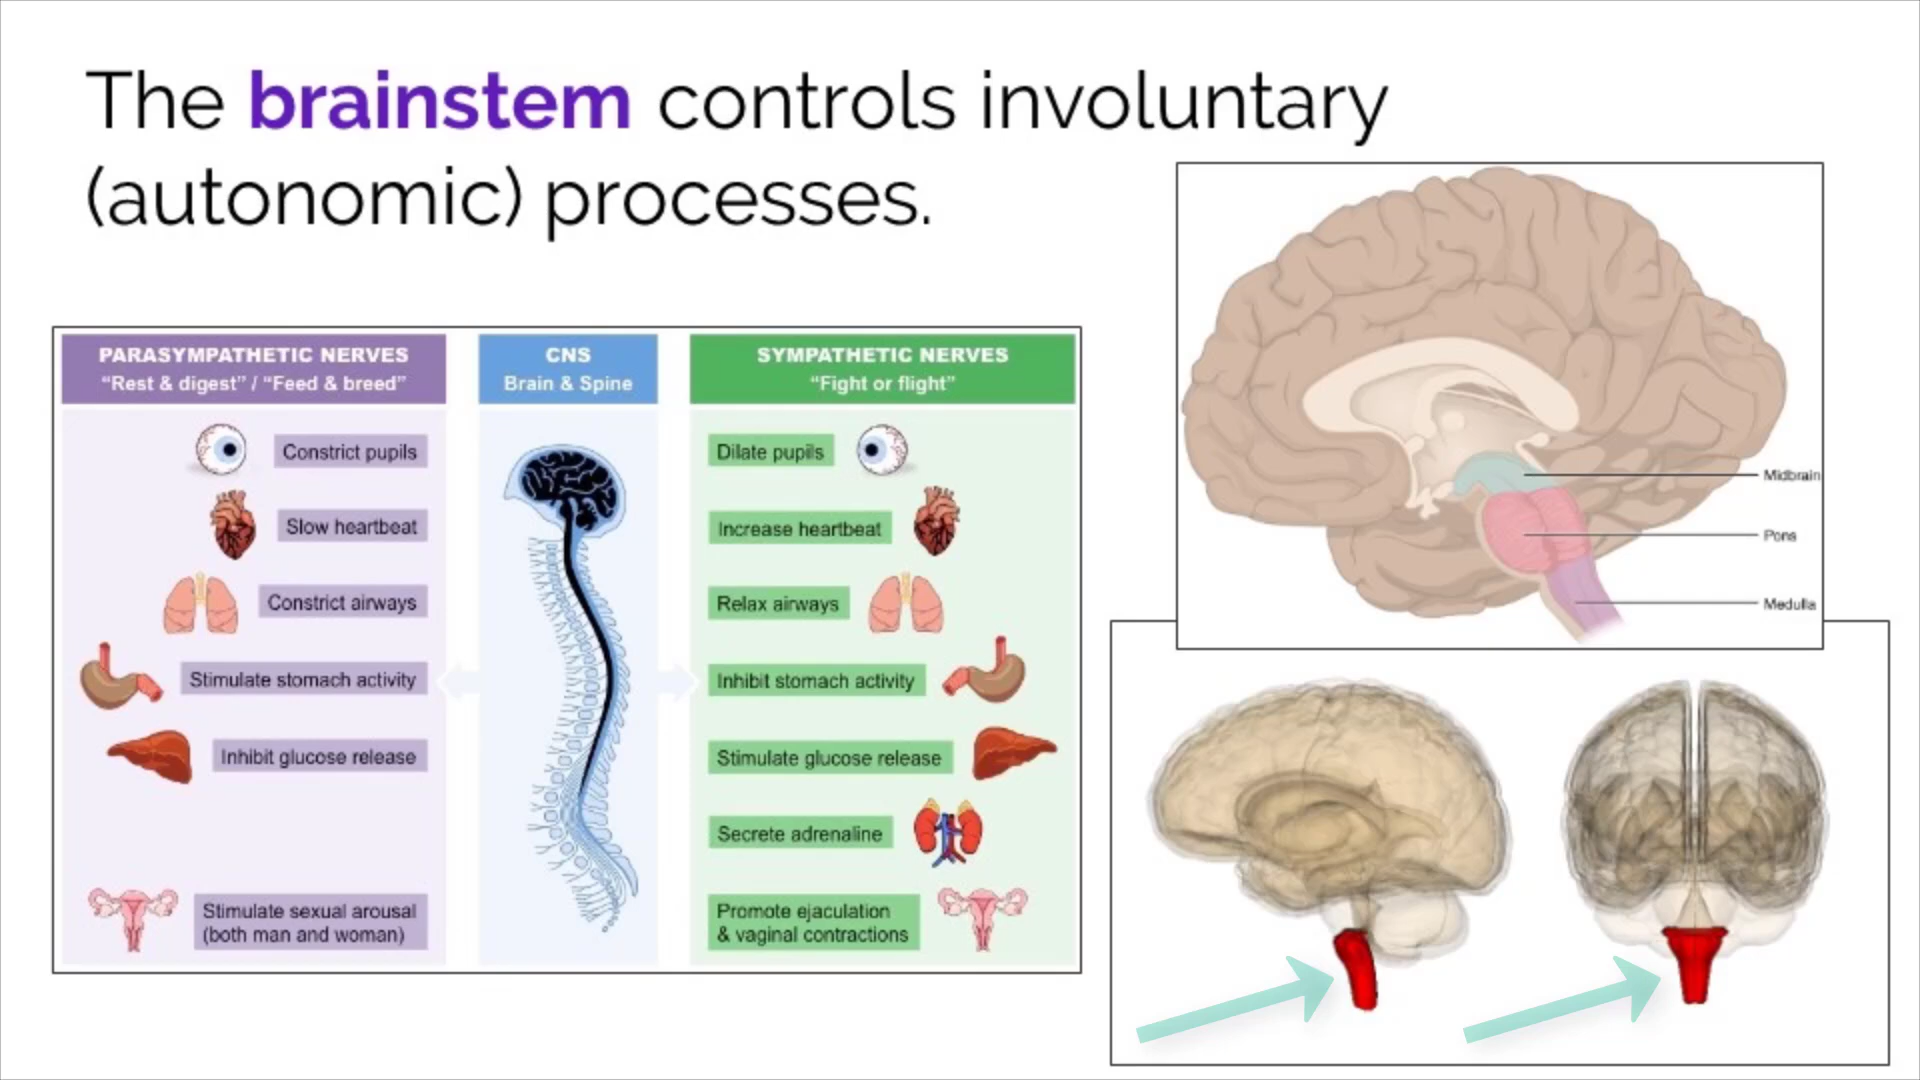 The brainstem controls involuntary
(autonomic) processes.
PARASYMPATHETIC NERVES
“Rest & digest” / “Feed & breed”
Constrict pupils
Slow heartbeat
Constrict airways
Stimulate stomach activity
Inhibit glucose release
Stimulate sexual arousal
(both man and woman)
CNS
Brain & Spine
SYMPATHETIC NERVES
“Fight or flight”
Dilate pupils
Increase heartbeat
Relax airways
Inhibit stomach activity
Stimulate glucose release
Secrete adrenaline
Promote ejaculation
& vaginal contractions
Midbrain
Pons
Medulla